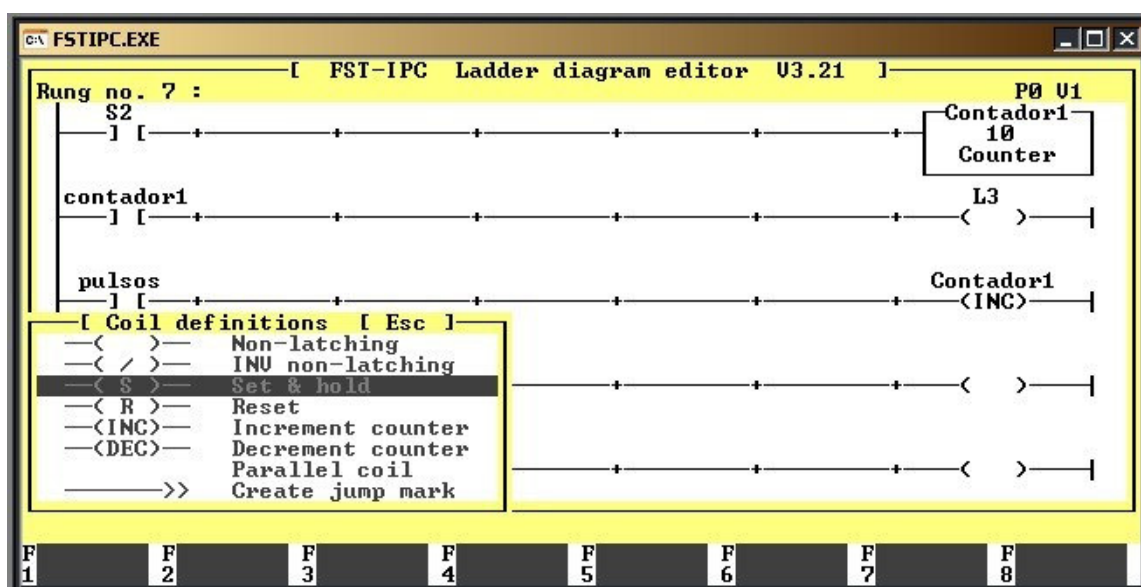 FSTIPC.EXE
[ FST-IPC Ladder diagram editor V3.21 ]
Rung no. 7 : P0 V1
S2 Contador1
] [ 10
Counter
contador1 L3
] [ ( )
pulsos Contador1
] [ (INC)
[ Coil definitions [ Esc ]
( ) Non-latching
( / ) INV non-latching
( S ) Set & hold ( )
( R ) Reset
(INC) Increment counter
(DEC) Decrement counter
Parallel coil ( )
>> Create jump mark
F1 F2 F3 F4 F5 F6 F7 F8